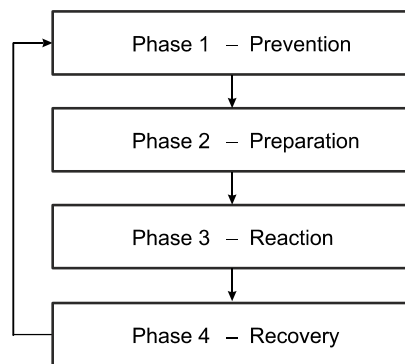 Phase 1 – Prevention
Phase 2 – Preparation
Phase 3 – Reaction
Phase 4 – Recovery